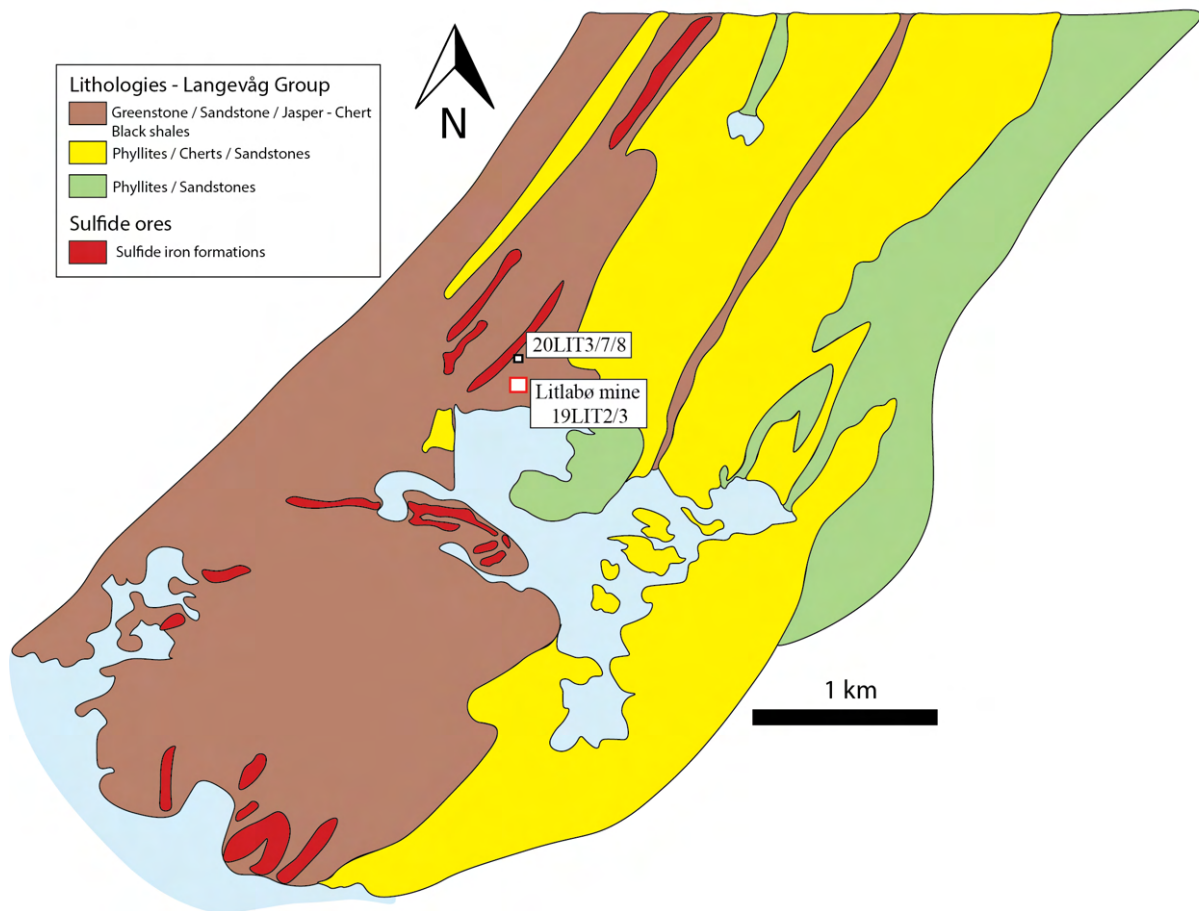 Lithologies - Langevåg Group
Greenstone / Sandstone / Jasper - Chert
Black shales
Phyllites / Cherts / Sandstones
Phyllites / Sandstones
Sulfide ores
Sulfide iron formations
N
20LIT3/7/8
Litlabø mine
19LIT2/3
1 km